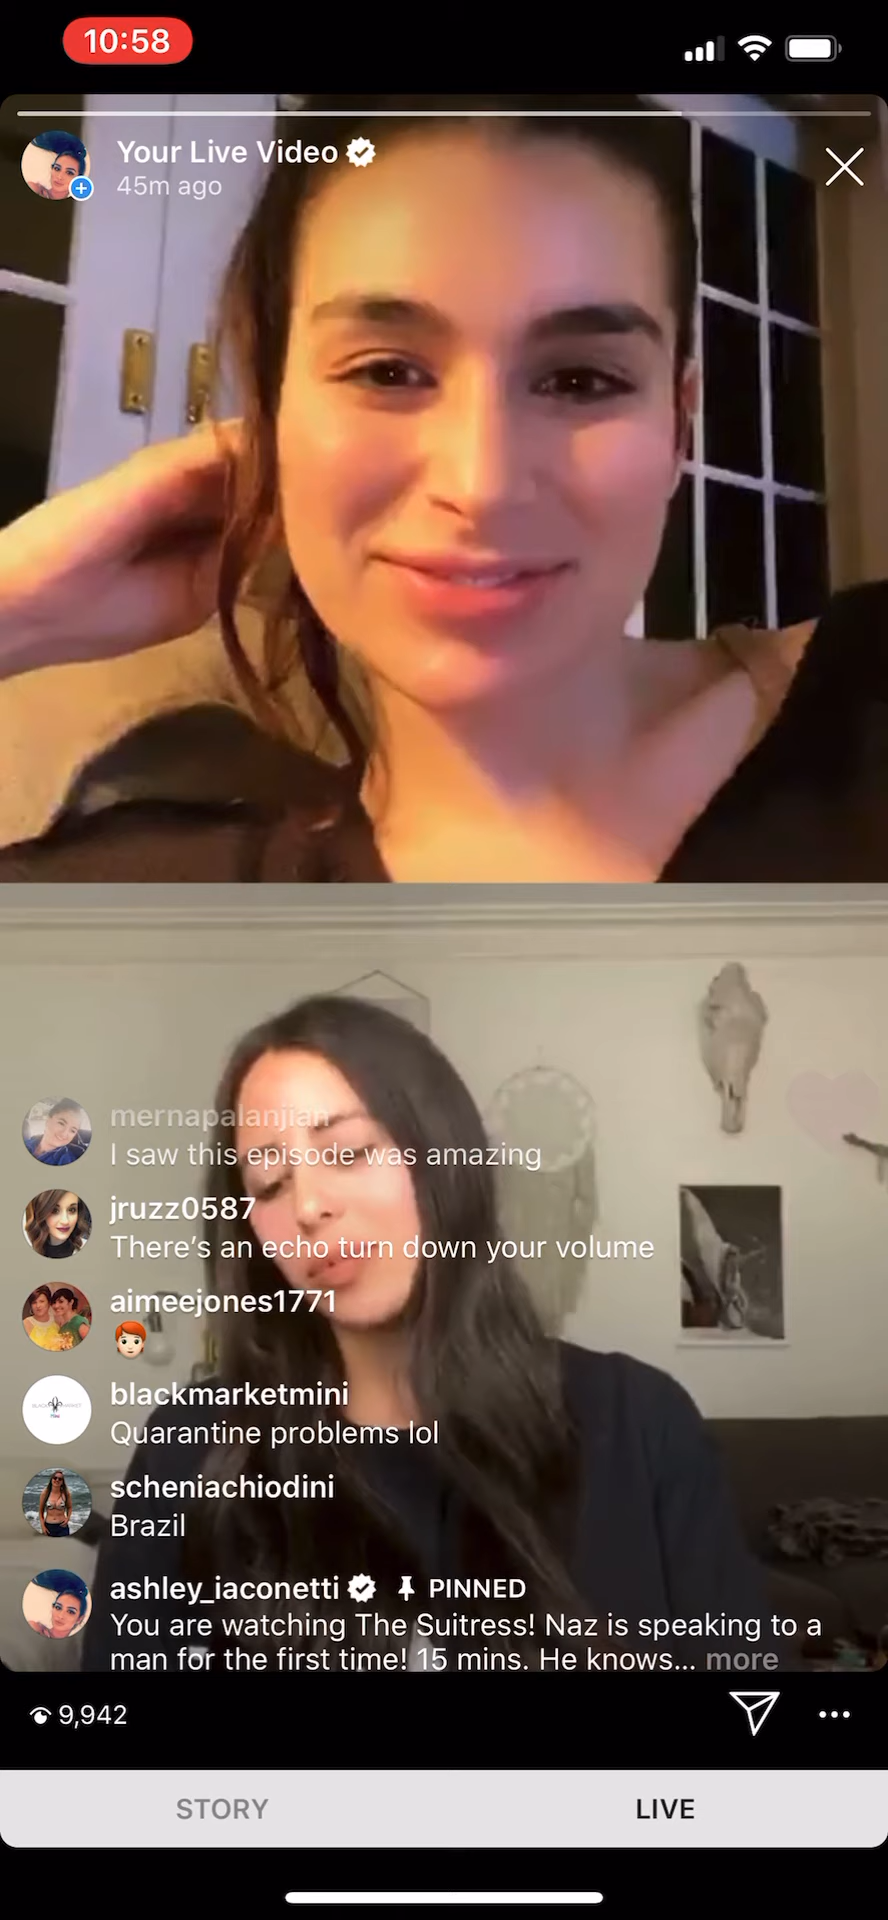 10:58
Your Live Video
45m ago
mernapalanjian
I saw this episode was amazing
jruzz0587
There's an echo turn down your volume
aimeejones1771
blackmarketmini
Quarantine problems lol
scheniachiodini
Brazil
ashley_iaconetti PINNED
You are watching The Suitress! Naz is speaking to a
man for the first time! 15 mins. He knows... more
9,942
STORY LIVE